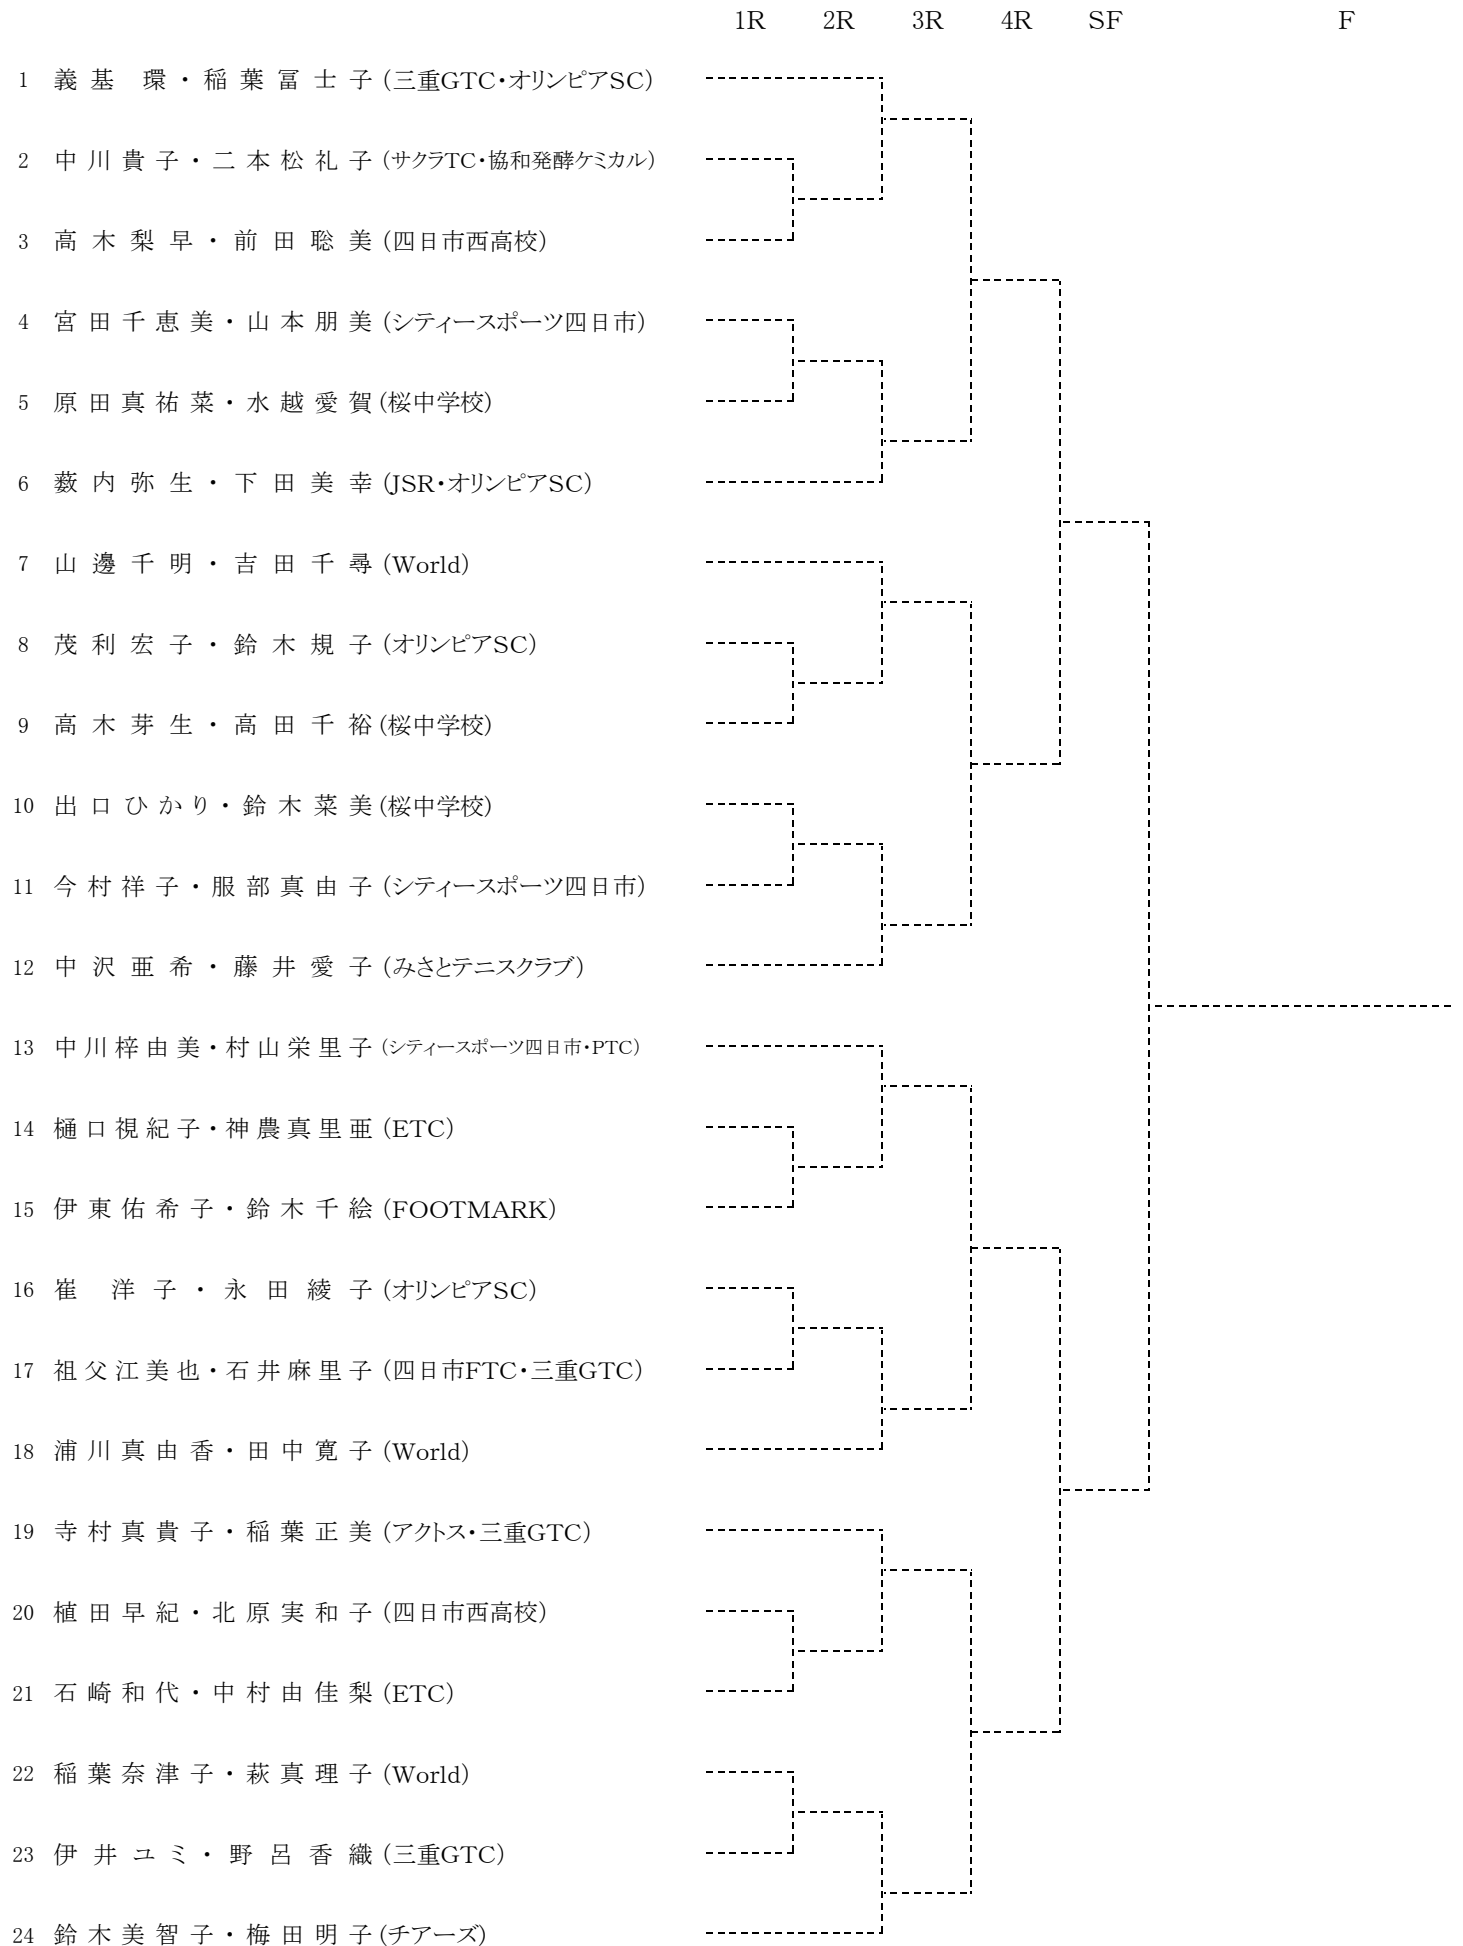 1R 2R 3R 4R SF F
1 義基 環・稲葉冨士子(三重GTC・オリンピアSC)
2 中川貴子・二本松礼子(サクラTC・協和発酵ケミカル)
3 高木梨早・前田聡美(四日市西高校)
4 宮田千恵美・山本朋美(シティースポーツ四日市)
5 原田真祐菜・水越愛賀(桜中学校)
6 薮内弥生・下田美幸(JSR・オリンピアSC)
7 山邊千明・吉田千尋(World)
8 茂利宏子・鈴木規子(オリンピアSC)
9 高木芽生・高田千裕(桜中学校)
10 出口ひかり・鈴木菜美(桜中学校)
11 今村祥子・服部真由子(シティースポーツ四日市)
12 中沢亜希・藤井愛子(みさとテニスクラブ)
13 中川梓由美・村山栄里子(シティースポーツ四日市・PTC)
14 樋口視紀子・神農真里亜(ETC)
15 伊東佑希子・鈴木千絵(FOOTMARK)
16 崔 洋子・永田綾子(オリンピアSC)
17 祖父江美也・石井麻里子(四日市FTC・三重GTC)
18 浦川真由香・田中寛子(World)
19 寺村真貴子・稲葉正美(アクトス・三重GTC)
20 植田早紀・北原実和子(四日市西高校)
21 石崎和代・中村由佳梨(ETC)
22 稲葉奈津子・萩真理子(World)
23 伊井ユミ・野呂香織(三重GTC)
24 鈴木美智子・梅田明子(チアーズ)